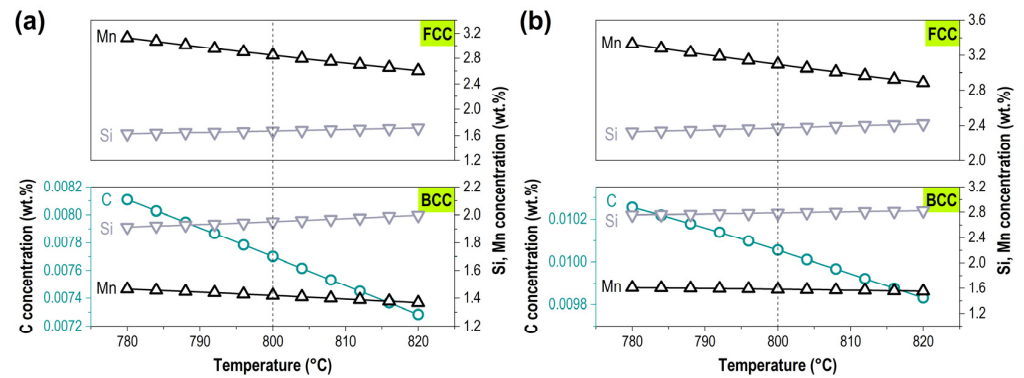 (a)
Mn
FCC
3.2
2.8
2.4
2.0
1.6
1.2
Si
C concentration (wt.%)
0.0082
0.0080
0.0078
0.0076
0.0074
0.0072
C
Si
Mn
BCC
2.0
1.8
1.6
1.4
1.2
Si, Mn concentration (wt.%)
780 790 800 810 820
Temperature (°C)
(b)
Mn
FCC
3.6
3.2
2.8
2.4
2.0
Si
0.0102
0.0100
0.0098
C
Si
Mn
BCC
3.2
2.8
2.4
2.0
1.6
1.2
Si, Mn concentration (wt.%)
780 790 800 810 820
Temperature (°C)